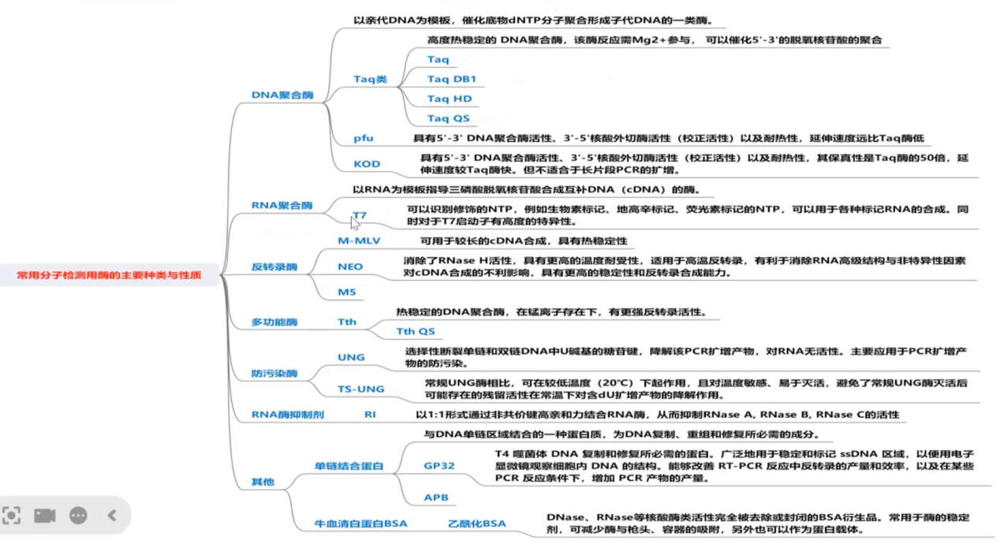 以亲代DNA为模板，催化底物dNTP分子聚合形成子代DNA的一类酶。
高度热稳定的 DNA聚合酶，该酶反应需Mg2+参与， 可以催化5'-3'的脱氧核苷酸的聚合
Taq
Taq类
Taq DB1
DNA聚合酶
Taq HD
Taq QS
pfu
具有5'-3' DNA聚合酶活性、3'-5'核酸外切酶活性（校正活性）以及耐热性，延伸速度远比Taq酶低
KOD
具有5'-3' DNA聚合酶活性、3'-5'核酸外切酶活性（校正活性）以及耐热性，其保真性是Taq酶的50倍，延
伸速度较Taq酶快。但不适合于长片段PCR的扩增。
以RNA为模板指导三磷酸脱氧核苷酸合成互补DNA（cDNA）的酶。
RNA聚合酶
T7
可以识别修饰的NTP，例如生物素标记、地高辛标记、荧光素标记的NTP，可以用于各种标记RNA的合成。同
时对于T7启动子有高度的特异性。
M-MLV
可用于较长的cDNA合成，具有热稳定性
反转录酶
NEO
消除了RNase H活性，具有更高的温度耐受性，适用于高温反转录，有利于消除RNA高级结构与非特异性因素
对cDNA合成的不利影响，具有更高的稳定性和反转录合成能力。
常用分子检测用酶的主要种类与性质
M5
热稳定的DNA聚合酶，在锰离子存在下，有更强反转录活性。
多功能酶
Tth
Tth QS
UNG
选择性断裂单链和双链DNA中U碱基的糖苷键，降解该PCR扩增产物，对RNA无活性。主要应用于PCR扩增产
物的防污染。
防污染酶
TS-UNG
常规UNG酶相比，可在较低温度（20℃）下起作用，且对温度敏感、易于灭活，避免了常规UNG酶灭活后
可能存在的残留活性在常温下对含dU扩增产物的降解作用。
RNA酶抑制剂
RI
以1:1形式通过非共价键高亲和力结合RNA酶，从而抑制RNase A, RNase B, RNase C的活性
与DNA单链区域结合的一种蛋白质，为DNA复制、重组和修复所必需的成分。
单链结合蛋白
GP32
T4 噬菌体 DNA 复制和修复所必需的蛋白。广泛地用于稳定和标记 ssDNA 区域，以便用电子
显微镜观察细胞内 DNA 的结构。能够改善 RT-PCR 反应中反转录的产量和效率，以及在某些
PCR 反应条件下，增加 PCR 产物的产量。
其他
APB
牛血清白蛋白BSA
乙酰化BSA
DNase、RNase等核酸酶类活性完全被去除或封闭的BSA衍生品。常用于酶的稳定
剂，可减少酶与枪头、容器的吸附，另外也可以作为蛋白载体。